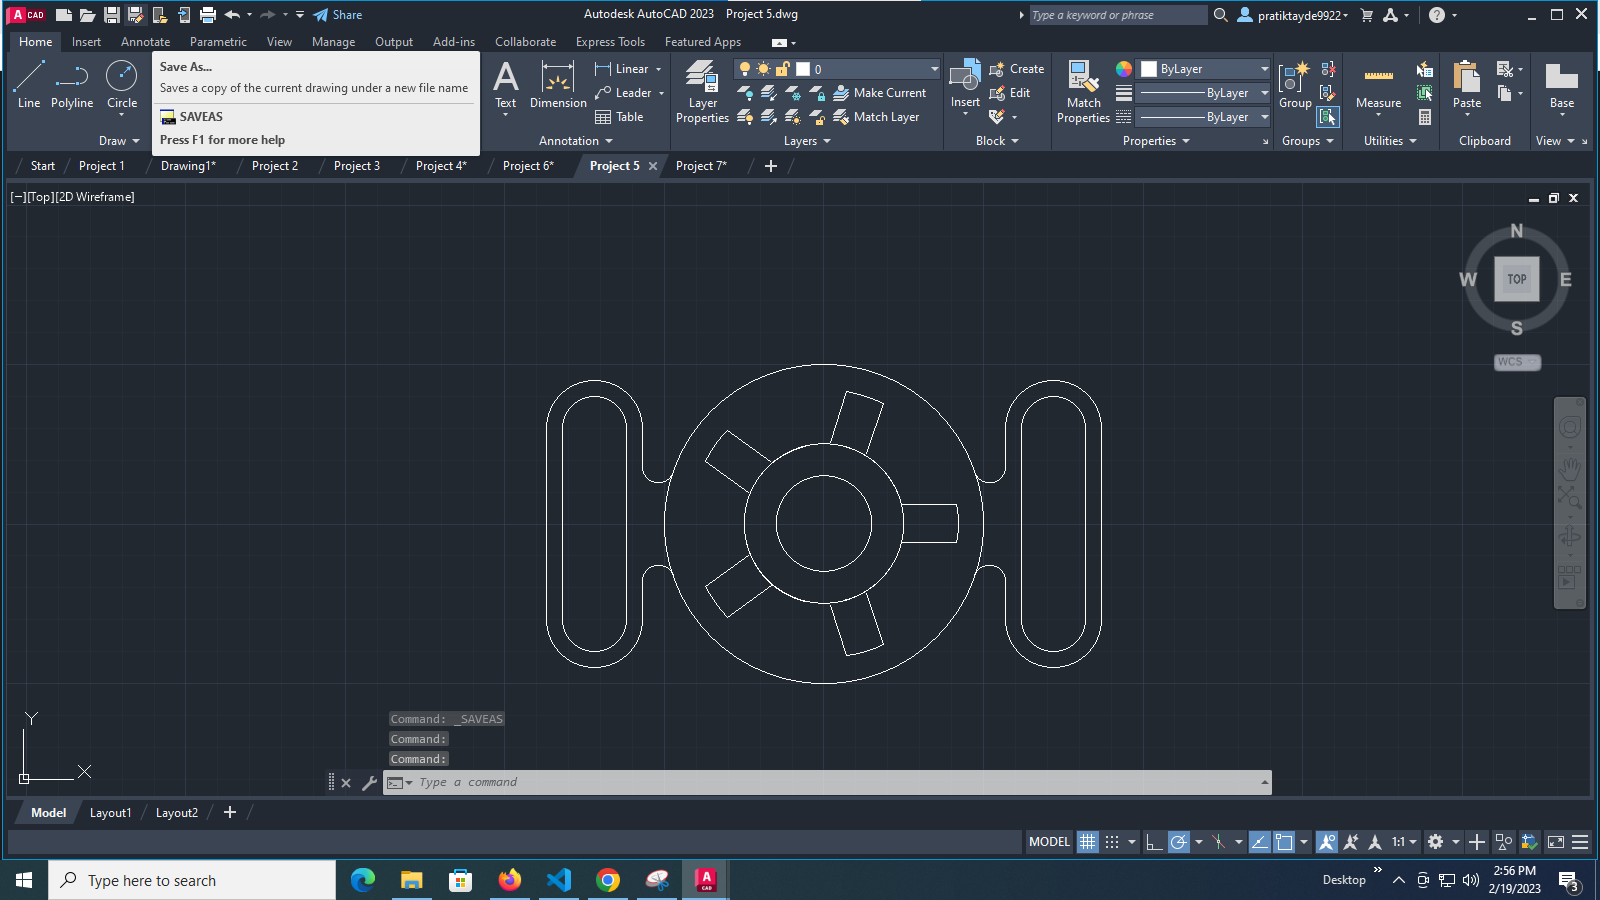 A CAD
Share
Autodesk AutoCAD 2023 Project 5.dwg
Type a keyword or phrase
pratiktayde9922
Home Insert Annotate Parametric View Manage Output Add-ins Collaborate Express Tools Featured Apps
Line
Polyline
Circle
Draw
Save As...
Saves a copy of the current drawing under a new file name
SAVEAS
Press F1 for more help
Text
Dimension
Linear
Leader
Table
Annotation
Layer
Properties
0
Make Current
Match Layer
Layers
Insert
Create
Edit
Block
Match
Properties
ByLayer
ByLayer
ByLayer
Properties
Group
Groups
Measure
Utilities
Paste
Clipboard
Base
View
Start Project 1 Drawing1* Project 2 Project 3 Project 4* Project 6* Project 5 Project 7*
[−][Top][2D Wireframe]
N
W TOP E
S
WCS
Y
X
Command: _SAVEAS
Command:
Command:
Type a command
Model Layout1 Layout2
MODEL 1:1
Type here to search
A CAD
Desktop
2:56 PM
2/19/2023
3